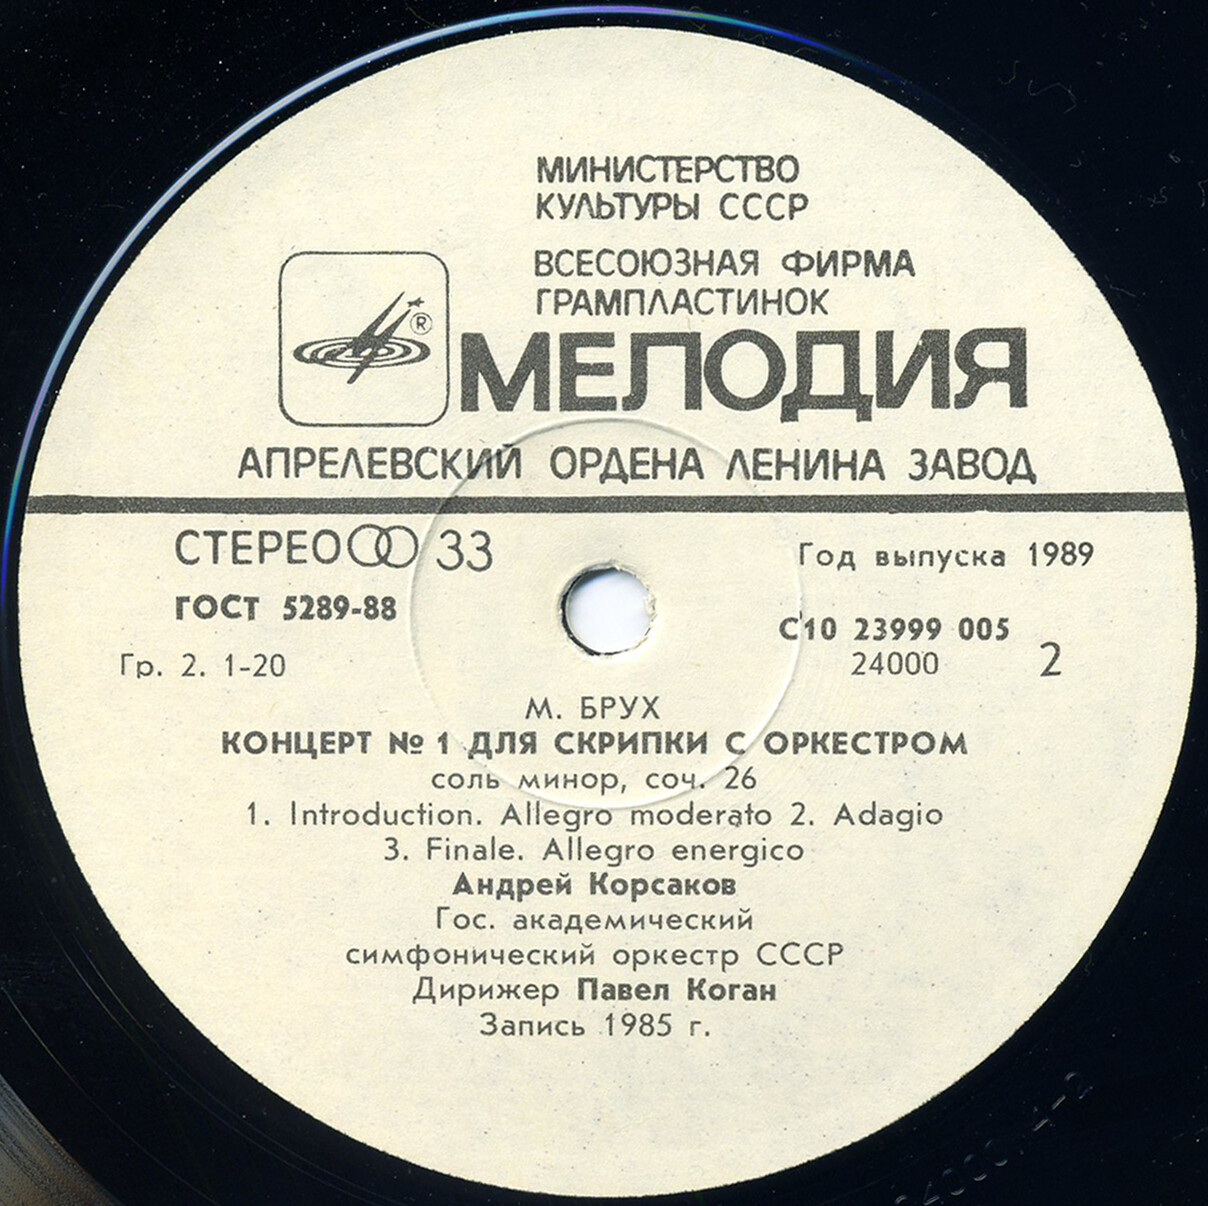 МИНИСТЕРСТВО
КУЛЬТУРЫ СССР
ВСЕСОЮЗНАЯ ФИРМА
ГРАМПЛАСТИНОК
®
МЕЛОДИЯ
АПРЕЛЕВСКИЙ ОРДЕНА ЛЕНИНА ЗАВОД
СТЕРЕО 33
Год выпуска 1989
ГОСТ 5289-88
С10 23999 005
Гр. 2. 1-20
24000
2
М. БРУХ
КОНЦЕРТ № 1 ДЛЯ СКРИПКИ С ОРКЕСТРОМ
соль минор, соч. 26
1. Introduction. Allegro moderato 2. Adagio
3. Finale. Allegro energico
Андрей Корсаков
Гос. академический
симфонический оркестр СССР
Дирижер Павел Коган
Запись 1985 г.